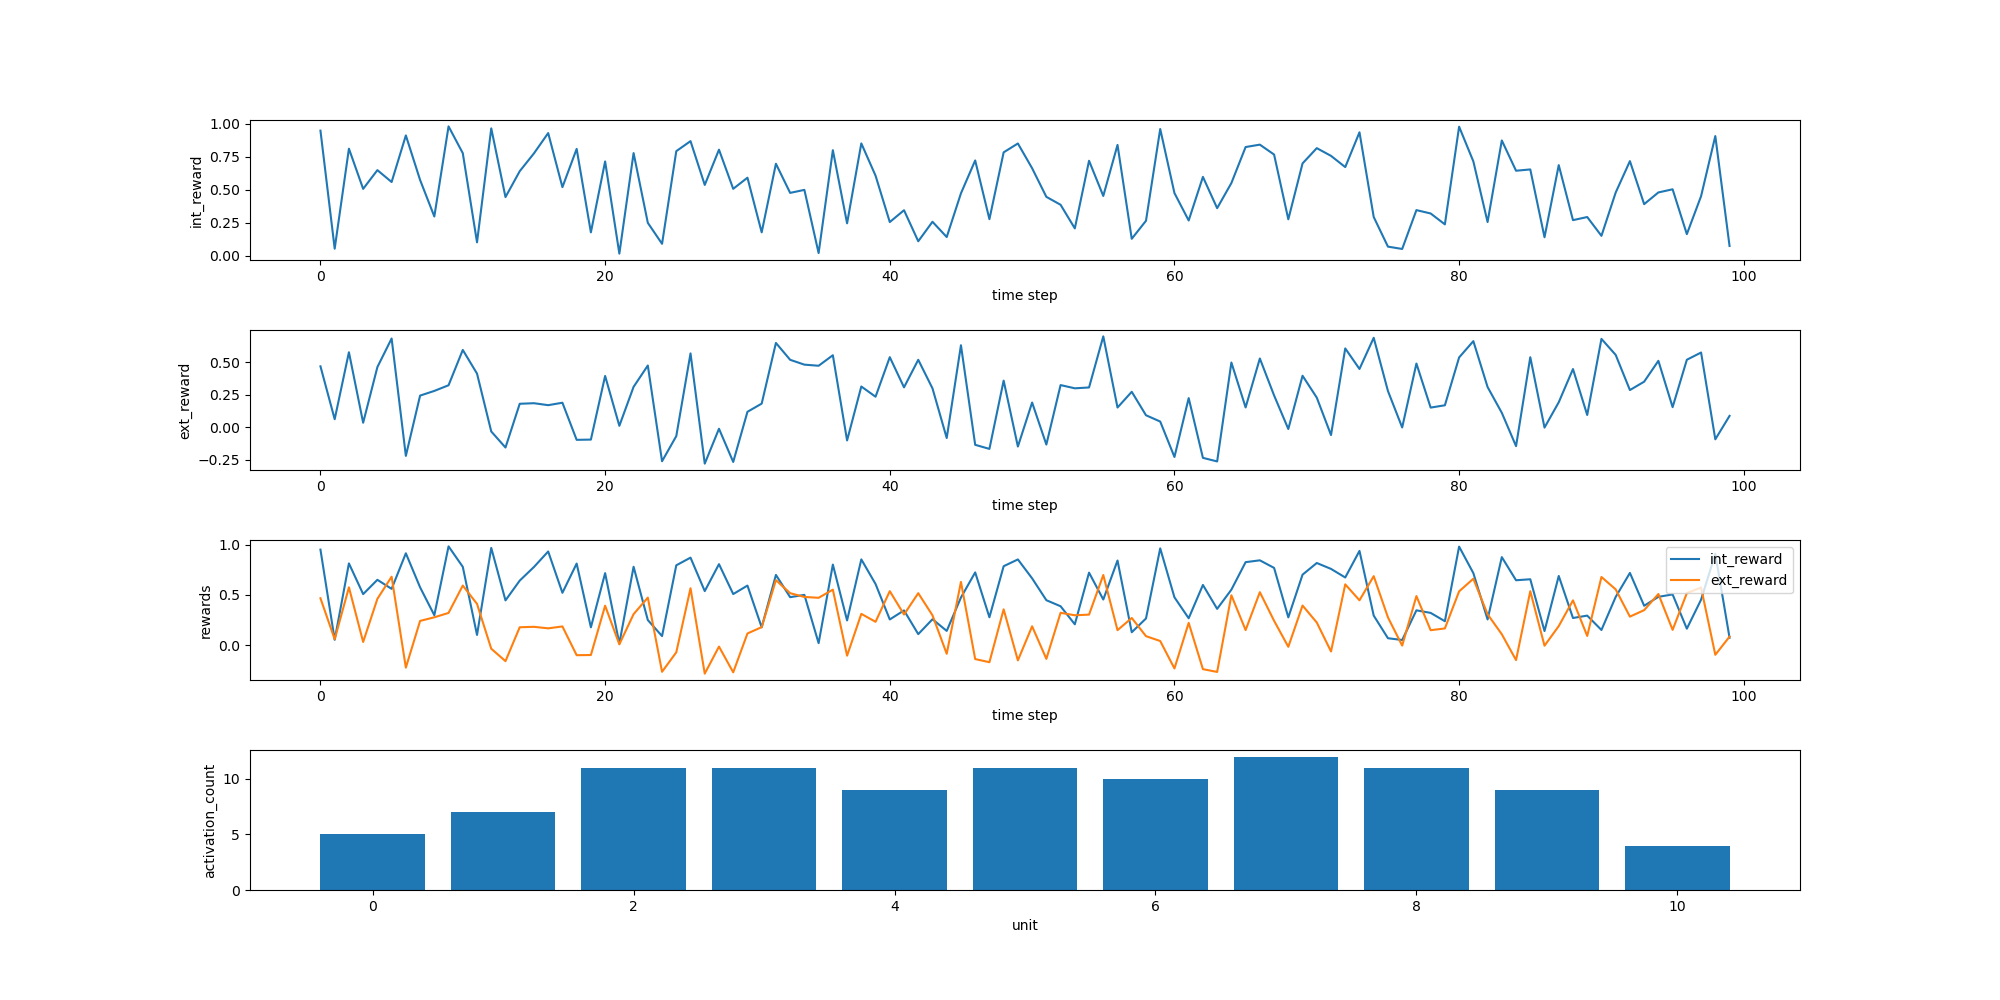 1.00
0.75
0.50
0.25
0.00
int_reward
0 20 40 60 80 100
time step
0.50
0.25
0.00
−0.25
ext_reward
0 20 40 60 80 100
time step
1.0
0.5
0.0
rewards
int_reward
ext_reward
0 20 40 60 80 100
time step
10
5
0
activation_count
0 2 4 6 8 10
unit